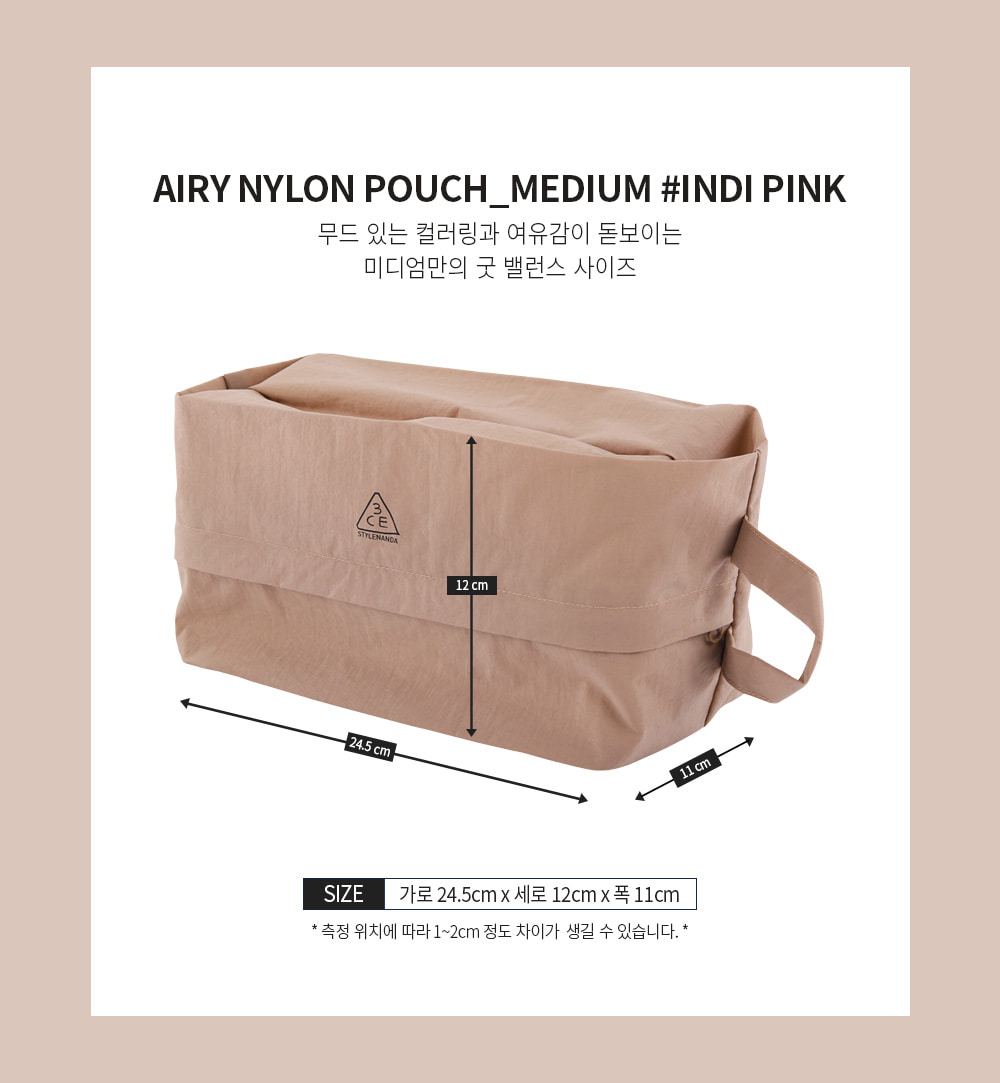 AIRY NYLON POUCH_MEDIUM #INDI PINK
무드 있는 컬러링과 여유감이 돋보이는
미디엄만의 굿 밸런스 사이즈
3
CE
STYLENANDA
12 cm
24.5 cm
11 cm
SIZE 가로 24.5cm x 세로 12cm x 폭 11cm
* 측정 위치에 따라 1~2cm 정도 차이가 생길 수 있습니다. *